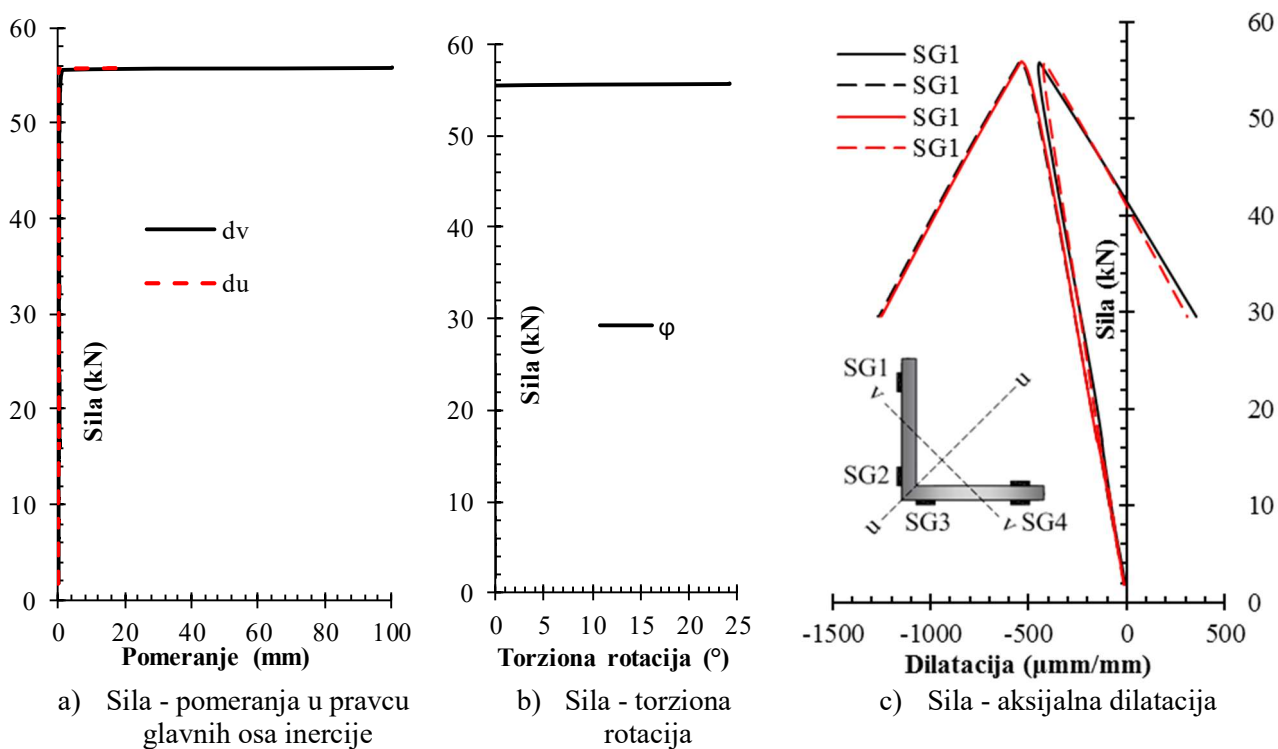 60
50
40
30
20
10
0
Sila (kN)
dv
du
0 20 40 60 80 100
Pomeranje (mm)
a) Sila - pomeranja u pravcu
glavnih osa inercije
60
50
40
30
20
10
0
Sila (kN)
φ
0 5 10 15 20 25
Torziona rotacija (°)
b) Sila - torziona
rotacija
SG1
SG1
SG1
SG1
60
50
40
30
20
10
0
Sila (kN)
SG1
v
u
SG2
u
SG3
v
SG4
-1500 -1000 -500 0 500
Dilatacija (µmm/mm)
c) Sila - aksijalna dilatacija